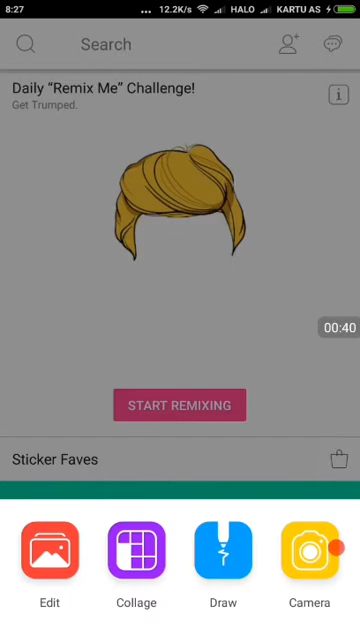 8:27
... 12.2K/s HALO KARTU AS
Search
Daily “Remix Me” Challenge!
Get Trumped.
00:40
START REMIXING
Sticker Faves
Edit Collage Draw Camera